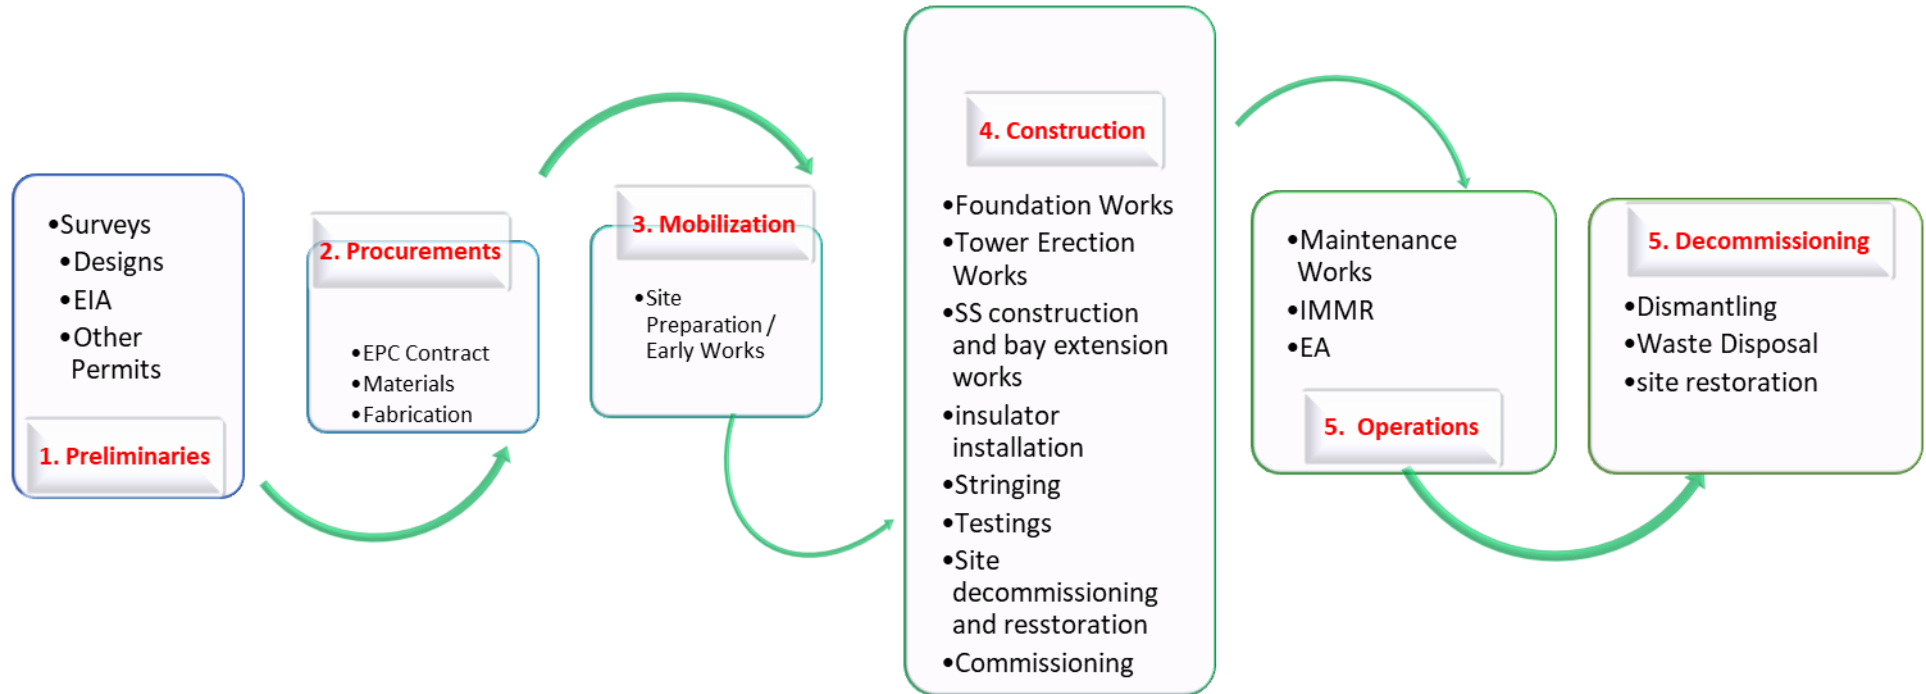 •Surveys
•Designs
•EIA
•Other
Permits
1. Preliminaries
2. Procurements
•EPC Contract
•Materials
•Fabrication
3. Mobilization
•Site
Preparation /
Early Works
4. Construction
•Foundation Works
•Tower Erection
Works
•SS construction
and bay extension
works
•insulator
installation
•Stringing
•Testings
•Site
decommissioning
and resstoration
•Commissioning
•Maintenance
Works
•IMMR
•EA
5. Operations
5. Decommissioning
•Dismantling
•Waste Disposal
•site restoration